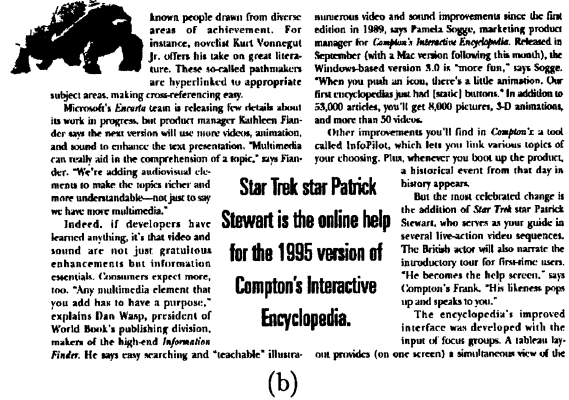 known people drawn from diverse
areas of achievement. For
instance, novelist Kurt Vonnegut
Jr. offers his take on great litera-
ture. These so-called pathmakers
are hyperlinked to appropriate
subject areas, making cross-referencing easy.
Microsoft's Encarta team is releasing few details about
its work in progress, but product manager Kathleen Fian-
der says the next version will use more videos, animation,
and sound to enhance the text presentation. "Multimedia
can really aid in the comprehension of a topic," says Fian-
der. "We're adding audiovisual ele-
ments to make the topics richer and
more understandable—not just to say
we have more multimedia."
Indeed, if developers have
learned anything, it's that video and
sound are not just gratuitous
enhancements but information
essentials. Consumers expect more,
too. "Any multimedia element that
you add has to have a purpose,"
explains Dan Wasp, president of
World Book's publishing division,
makers of the high-end Information
Finder. He says easy searching and "teachable" illustra-
Star Trek star Patrick
Stewart is the online help
for the 1995 version of
Compton's Interactive
Encyclopedia.
numerous video and sound improvements since the first
edition in 1989, says Pamela Sogge, marketing product
manager for Compton's Interactive Encyclopedia. Released in
September (with a Mac version following this month), the
Windows-based version 3.0 is "more fun," says Sogge.
"When you push an icon, there's a little animation. Our
first encyclopedias just had [static] buttons." In addition to
53,000 articles, you'll get 8,000 pictures, 3-D animations,
and more than 50 videos.
Other improvements you'll find in Compton's: a tool
called InfoPilot, which lets you link various topics of
your choosing. Plus, whenever you boot up the product,
a historical event from that day in
history appears.
But the most celebrated change is
the addition of Star Trek star Patrick
Stewart, who serves as your guide in
several live-action video sequences.
The British actor will also narrate the
introductory tour for first-time users.
"He becomes the help screen," says
Compton's Frank. "His likeness pops
up and speaks to you."
The encyclopedia's improved
interface was developed with the
input of focus groups. A tableau lay-
out provides (on one screen) a simultaneous view of the
(b)